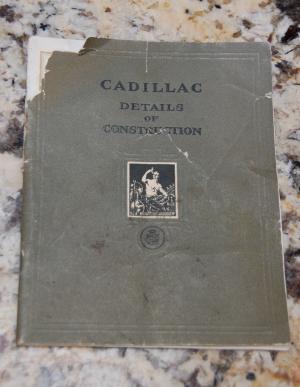 CADILLAC
DETAILS
OF
CONSTRUCTION